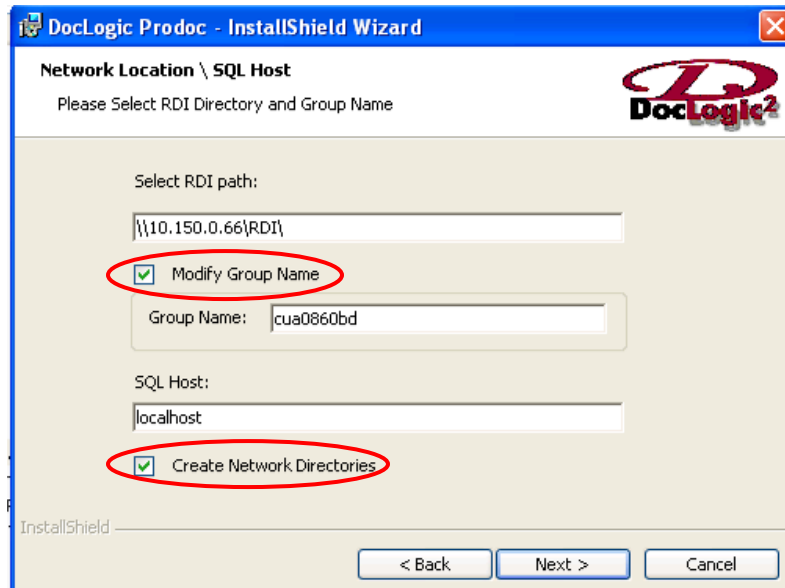 DocLogic Prodoc - InstallShield Wizard
Network Location \ SQL Host
Please Select RDI Directory and Group Name
DocLogic2
Select RDI path:
\\10.150.0.66\RDI\
Modify Group Name
Group Name: cua0860bd
SQL Host:
localhost
Create Network Directories
InstallShield
< Back Next > Cancel